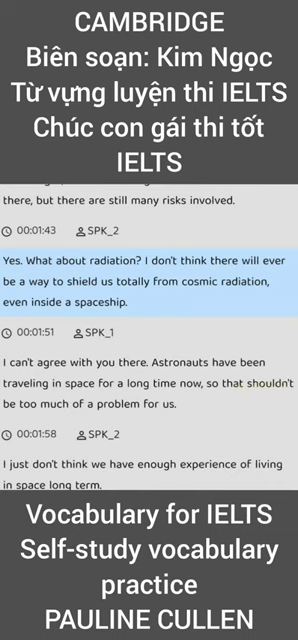 CAMBRIDGE
Biên soạn: Kim Ngọc
Từ vựng luyện thi IELTS
Chúc con gái thi tốt
IELTS
there, but there are still many risks involved.
00:01:43 SPK_2
Yes. What about radiation? I don't think there will ever
be a way to shield us totally from cosmic radiation,
even inside a spaceship.
00:01:51 SPK_1
I can't agree with you there. Astronauts have been
traveling in space for a long time now, so that shouldn't
be too much of a problem for us.
00:01:58 SPK_2
I just don't think we have enough experience of living
in space long term.
Vocabulary for IELTS
Self-study vocabulary
practice
PAULINE CULLEN